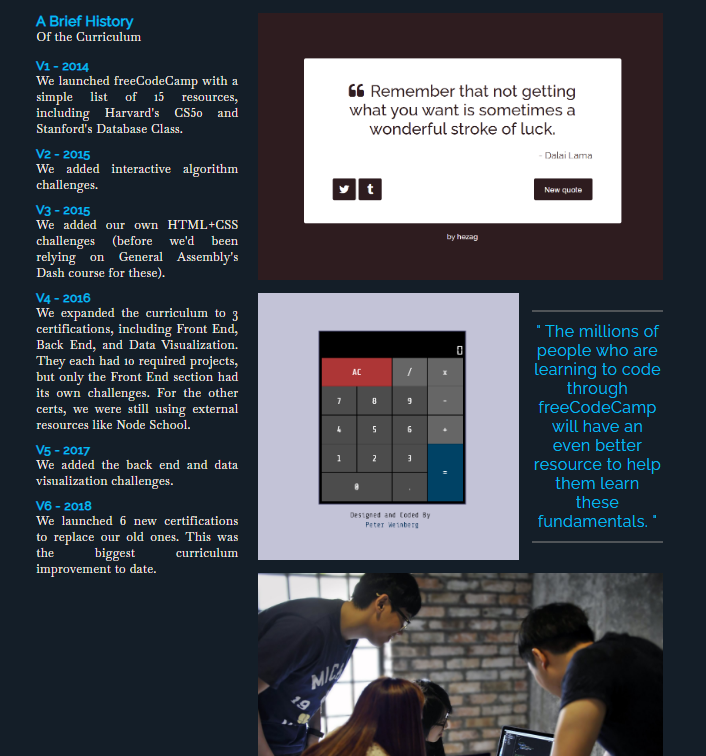 A Brief History
Of the Curriculum
V1 - 2014
We launched freeCodeCamp with a
simple list of 15 resources,
including Harvard's CS50 and
Stanford's Database Class.
V2 - 2015
We added interactive algorithm
challenges.
V3 - 2015
We added our own HTML+CSS
challenges (before we'd been
relying on General Assembly's
Dash course for these).
V4 - 2016
We expanded the curriculum to 3
certifications, including Front End,
Back End, and Data Visualization.
They each had 10 required projects,
but only the Front End section had
its own challenges. For the other
certs, we were still using external
resources like Node School.
V5 - 2017
We added the back end and data
visualization challenges.
V6 - 2018
We launched 6 new certifications
to replace our old ones. This was
the biggest curriculum
improvement to date.
❝ Remember that not getting
what you want is sometimes a
wonderful stroke of luck.
- Dalai Lama
New quote
by hezag
0
AC / x
7 8 9 -
4 5 6 +
1 2 3 =
0 .
Designed and Coded By
Peter Weinberg
" The millions of
people who are
learning to code
through
freeCodeCamp
will have an
even better
resource to help
them learn
these
fundamentals. "
19